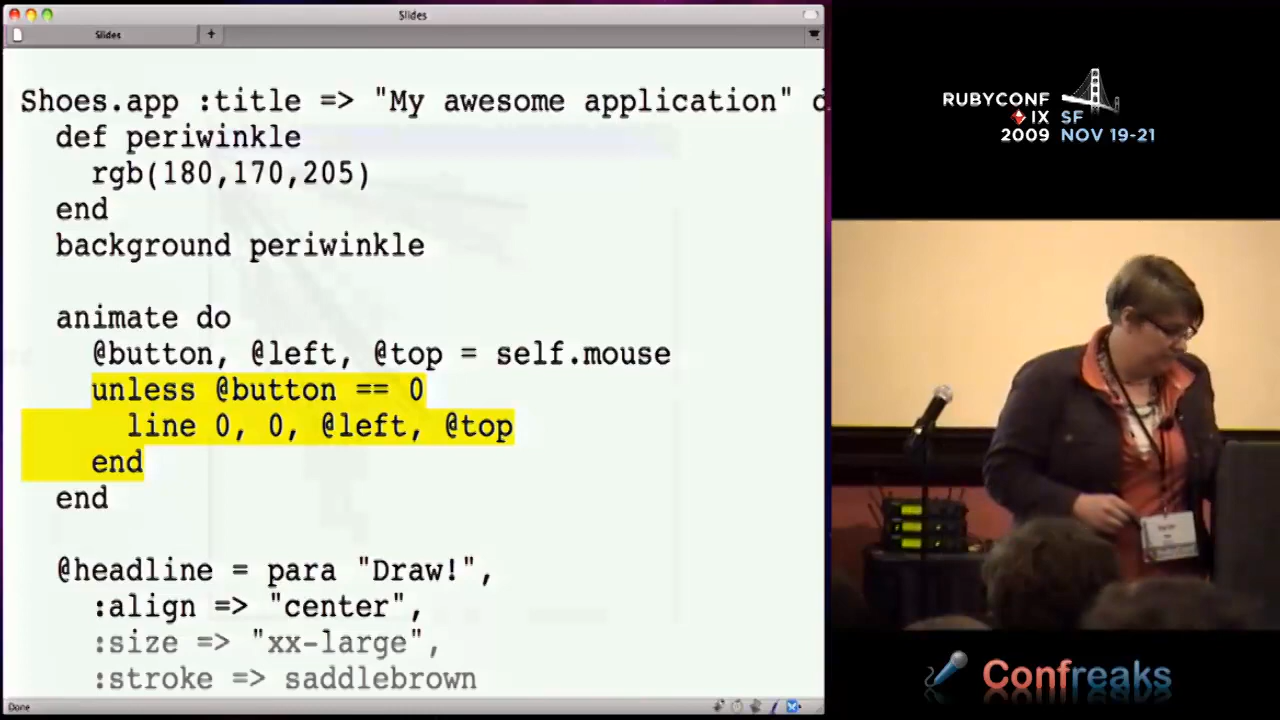 Slides
Slides
+
Shoes.app :title => "My awesome application" d
def periwinkle
rgb(180,170,205)
end
background periwinkle
animate do
@button, @left, @top = self.mouse
unless @button == 0
line 0, 0, @left, @top
end
end
@headline = para "Draw!",
:align => "center",
:size => "xx-large",
:stroke => saddlebrown
Done
RUBYCONF
IX SF
2009 NOV 19-21
Confreaks